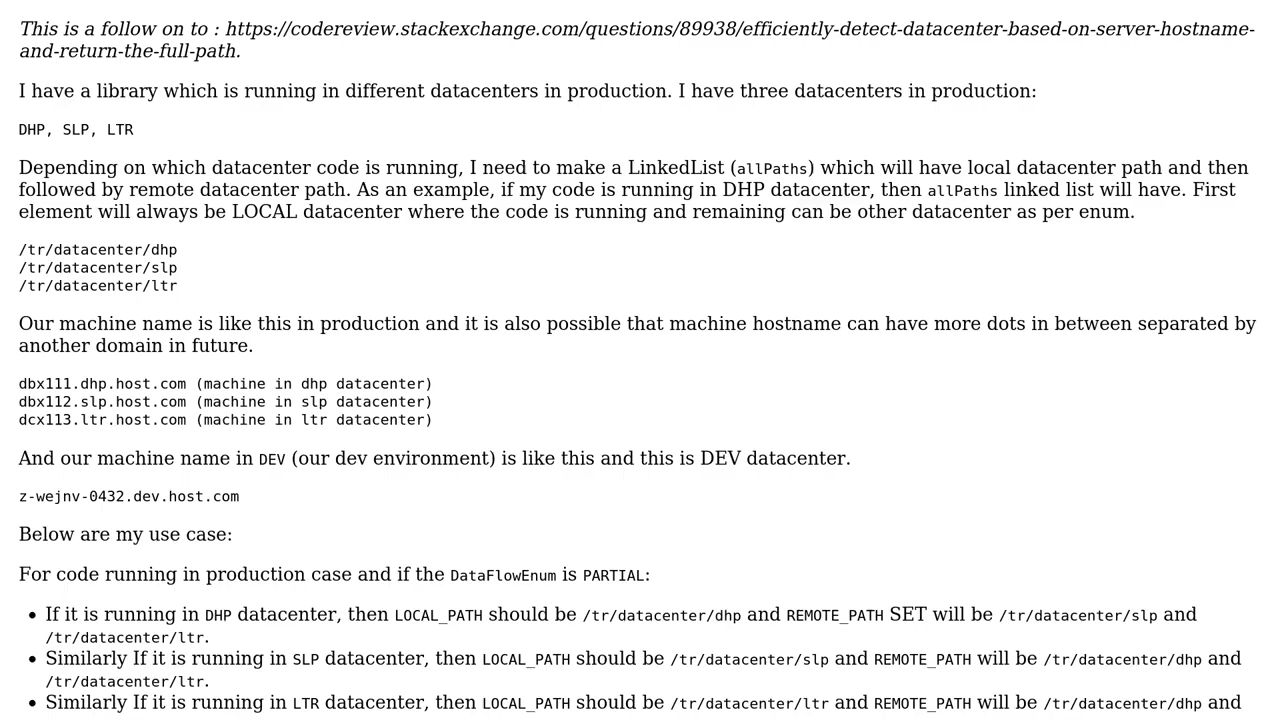 This is a follow on to : https://codereview.stackexchange.com/questions/89938/efficiently-detect-datacenter-based-on-server-hostname-
and-return-the-full-path.
I have a library which is running in different datacenters in production. I have three datacenters in production:
DHP, SLP, LTR
Depending on which datacenter code is running, I need to make a LinkedList (allPaths) which will have local datacenter path and then
followed by remote datacenter path. As an example, if my code is running in DHP datacenter, then allPaths linked list will have. First
element will always be LOCAL datacenter where the code is running and remaining can be other datacenter as per enum.
/tr/datacenter/dhp
/tr/datacenter/slp
/tr/datacenter/ltr
Our machine name is like this in production and it is also possible that machine hostname can have more dots in between separated by
another domain in future.
dbx111.dhp.host.com (machine in dhp datacenter)
dbx112.slp.host.com (machine in slp datacenter)
dcx113.ltr.host.com (machine in ltr datacenter)
And our machine name in DEV (our dev environment) is like this and this is DEV datacenter.
z-wejnv-0432.dev.host.com
Below are my use case:
For code running in production case and if the DataFlowEnum is PARTIAL:
• If it is running in DHP datacenter, then LOCAL_PATH should be /tr/datacenter/dhp and REMOTE_PATH SET will be /tr/datacenter/slp and
/tr/datacenter/ltr.
• Similarly If it is running in SLP datacenter, then LOCAL_PATH should be /tr/datacenter/slp and REMOTE_PATH will be /tr/datacenter/dhp and
/tr/datacenter/ltr.
• Similarly If it is running in LTR datacenter, then LOCAL_PATH should be /tr/datacenter/ltr and REMOTE_PATH will be /tr/datacenter/dhp and